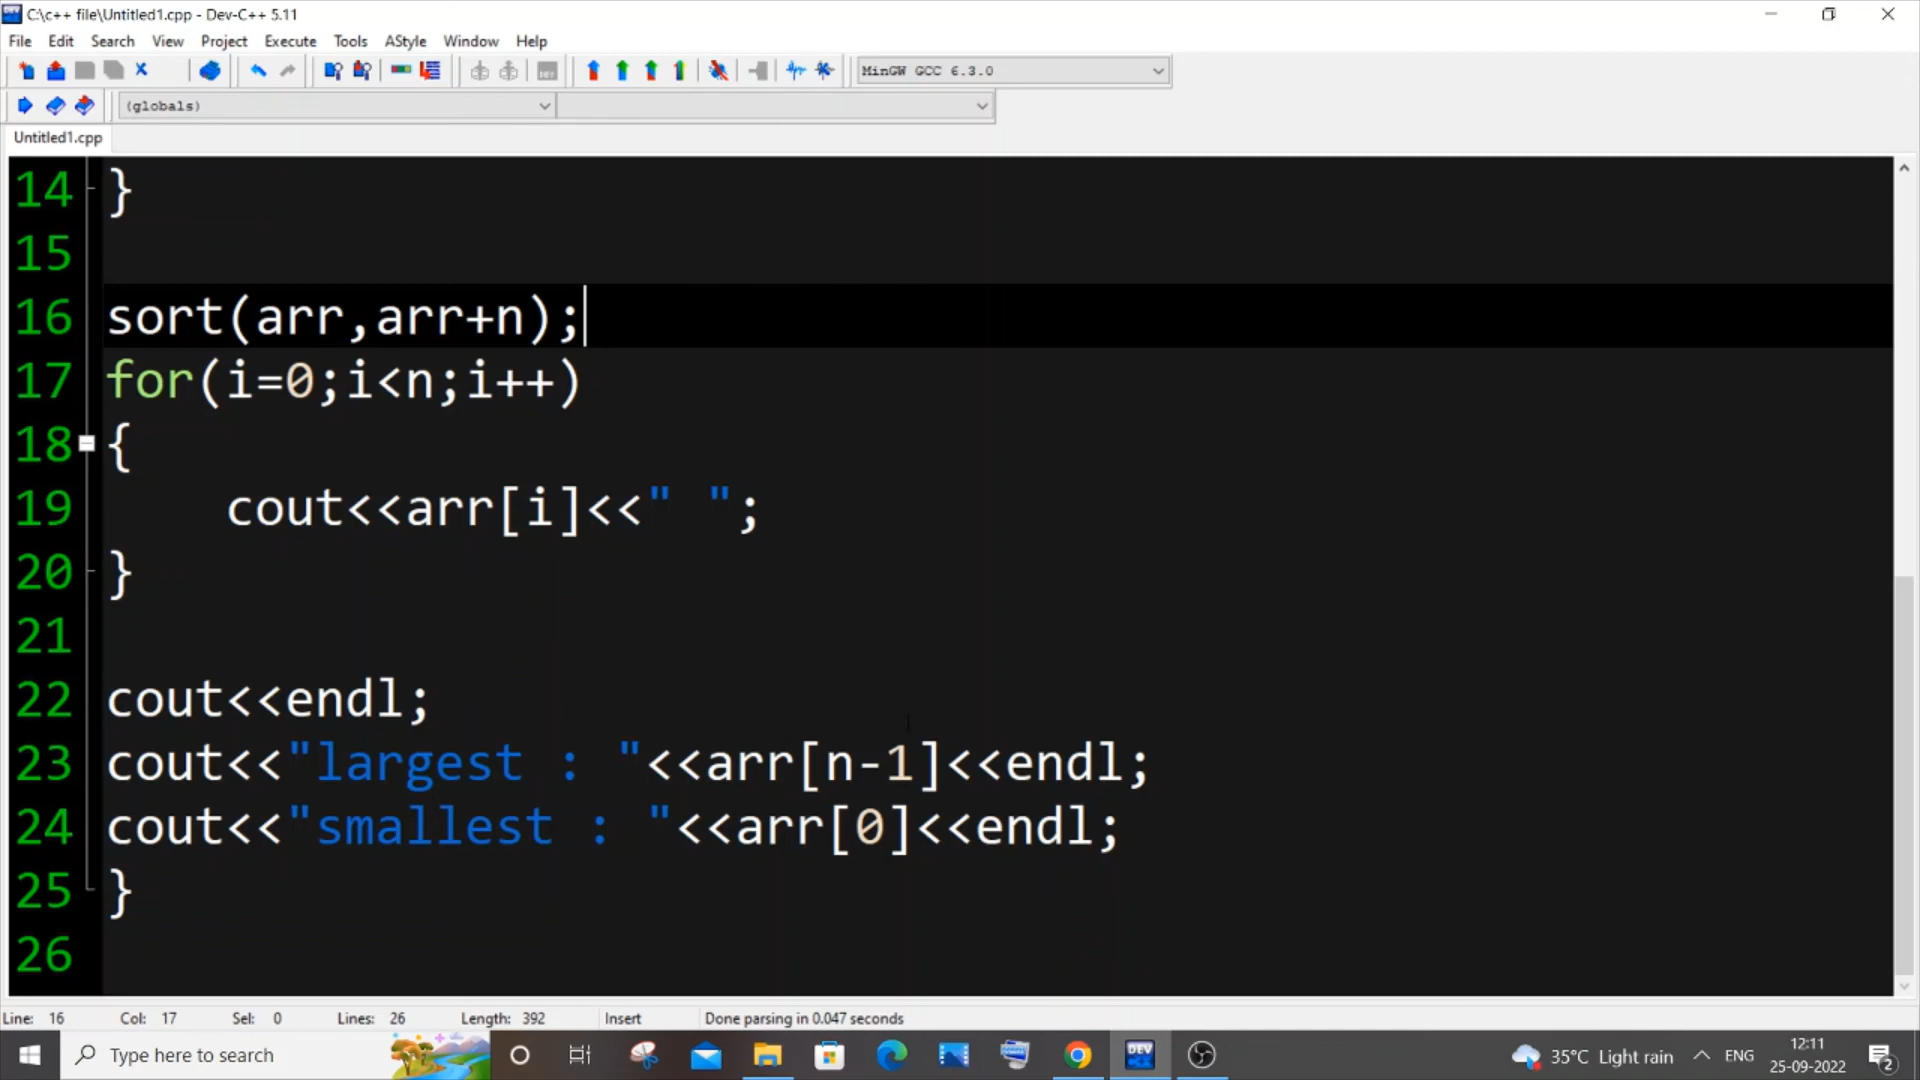 C:\c++ file\Untitled1.cpp - Dev-C++ 5.11
File Edit Search View Project Execute Tools AStyle Window Help
MinGW GCC 6.3.0
(globals)
Untitled1.cpp
14 }
15
16 sort(arr,arr+n);
17 for(i=0;i<n;i++)
18 {
19 cout<<arr[i]<<" ";
20 }
21
22 cout<<endl;
23 cout<<"largest : "<<arr[n-1]<<endl;
24 cout<<"smallest : "<<arr[0]<<endl;
25 }
26
Line: 16 Col: 17 Sel: 0 Lines: 26 Length: 392 Insert Done parsing in 0.047 seconds
Type here to search DEV 35°C Light rain ENG 12:11
25-09-2022 2